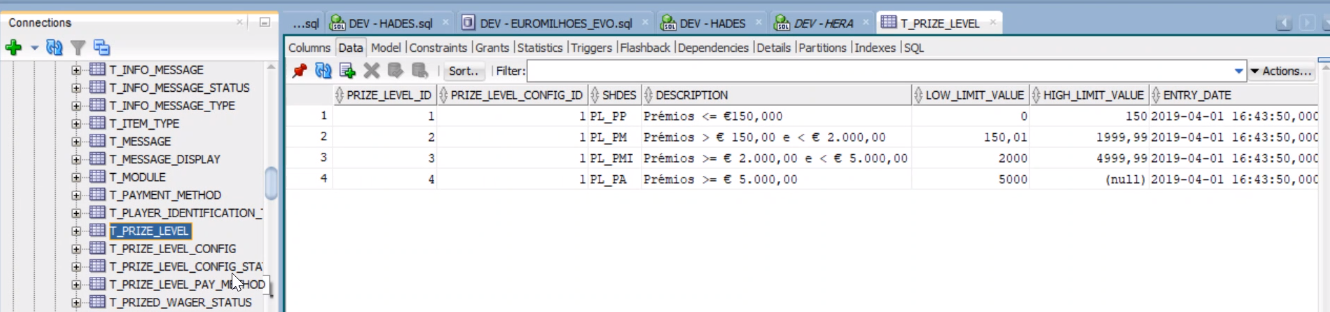 Connections
...sql DEV - HADES.sql DEV - EUROMILHOES_EVO.sql DEV - HADES DEV - HERA T_PRIZE_LEVEL
Columns Data Model Constraints Grants Statistics Triggers Flashback Dependencies Details Partitions Indexes SQL
Sort.. Filter: Actions...
T_INFO_MESSAGE
T_INFO_MESSAGE_STATUS
T_INFO_MESSAGE_TYPE
T_ITEM_TYPE
T_MESSAGE
T_MESSAGE_DISPLAY
T_MODULE
T_PAYMENT_METHOD
T_PLAYER_IDENTIFICATION_
T_PRIZE_LEVEL
T_PRIZE_LEVEL_CONFIG
T_PRIZE_LEVEL_CONFIG_STA
T_PRIZE_LEVEL_PAY_METHOD
T_PRIZED_WAGER_STATUS
PRIZE_LEVEL_ID PRIZE_LEVEL_CONFIG_ID SHDES DESCRIPTION LOW_LIMIT_VALUE HIGH_LIMIT_VALUE ENTRY_DATE
1 1 1 PL_PP Prémios <= €150,000 0 150 2019-04-01 16:43:50,000
2 2 1 PL_PM Prémios > € 150,00 e < € 2.000,00 150,01 1999,99 2019-04-01 16:43:50,000
3 3 1 PL_PMI Prémios >= € 2.000,00 e < € 5.000,00 2000 4999,99 2019-04-01 16:43:50,000
4 4 1 PL_PA Prémios >= € 5.000,00 5000 (null) 2019-04-01 16:43:50,000